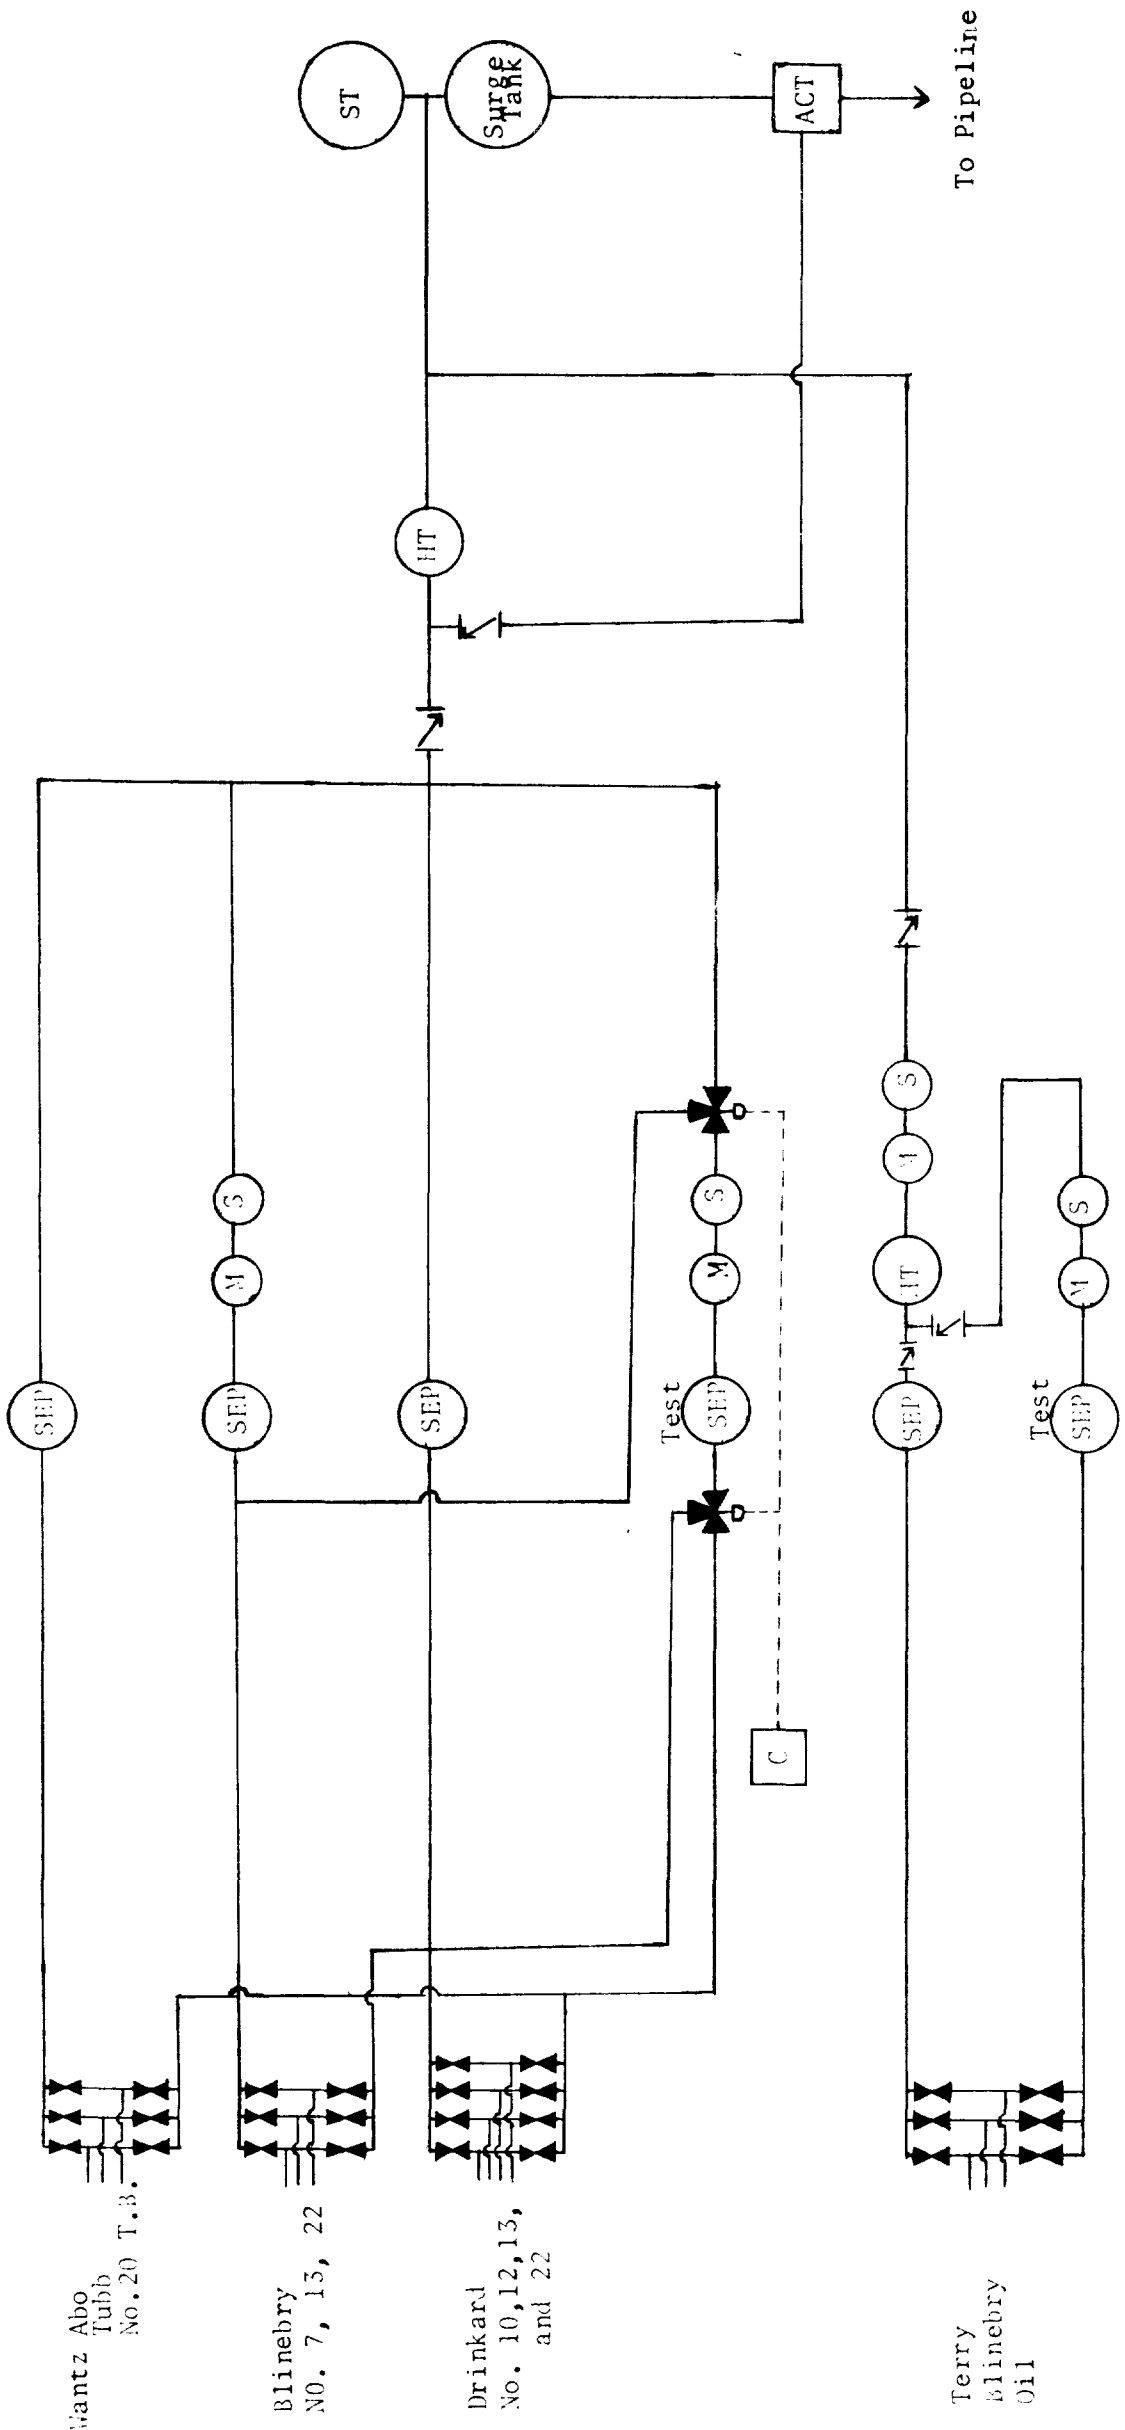 Wantz Abo
Tubb
No.20 T.B.
Blinebry
NO. 7, 13, 22
Drinkard
No. 10,12,13,
and 22
Terry
Blinebry
Oil
SEP
SEP
M
S
SEP
Test
SEP
M
S
C
SEP
HT
M
S
Test
SEP
M
S
HT
ST
Surge
Tank
ACT
To Pipeline